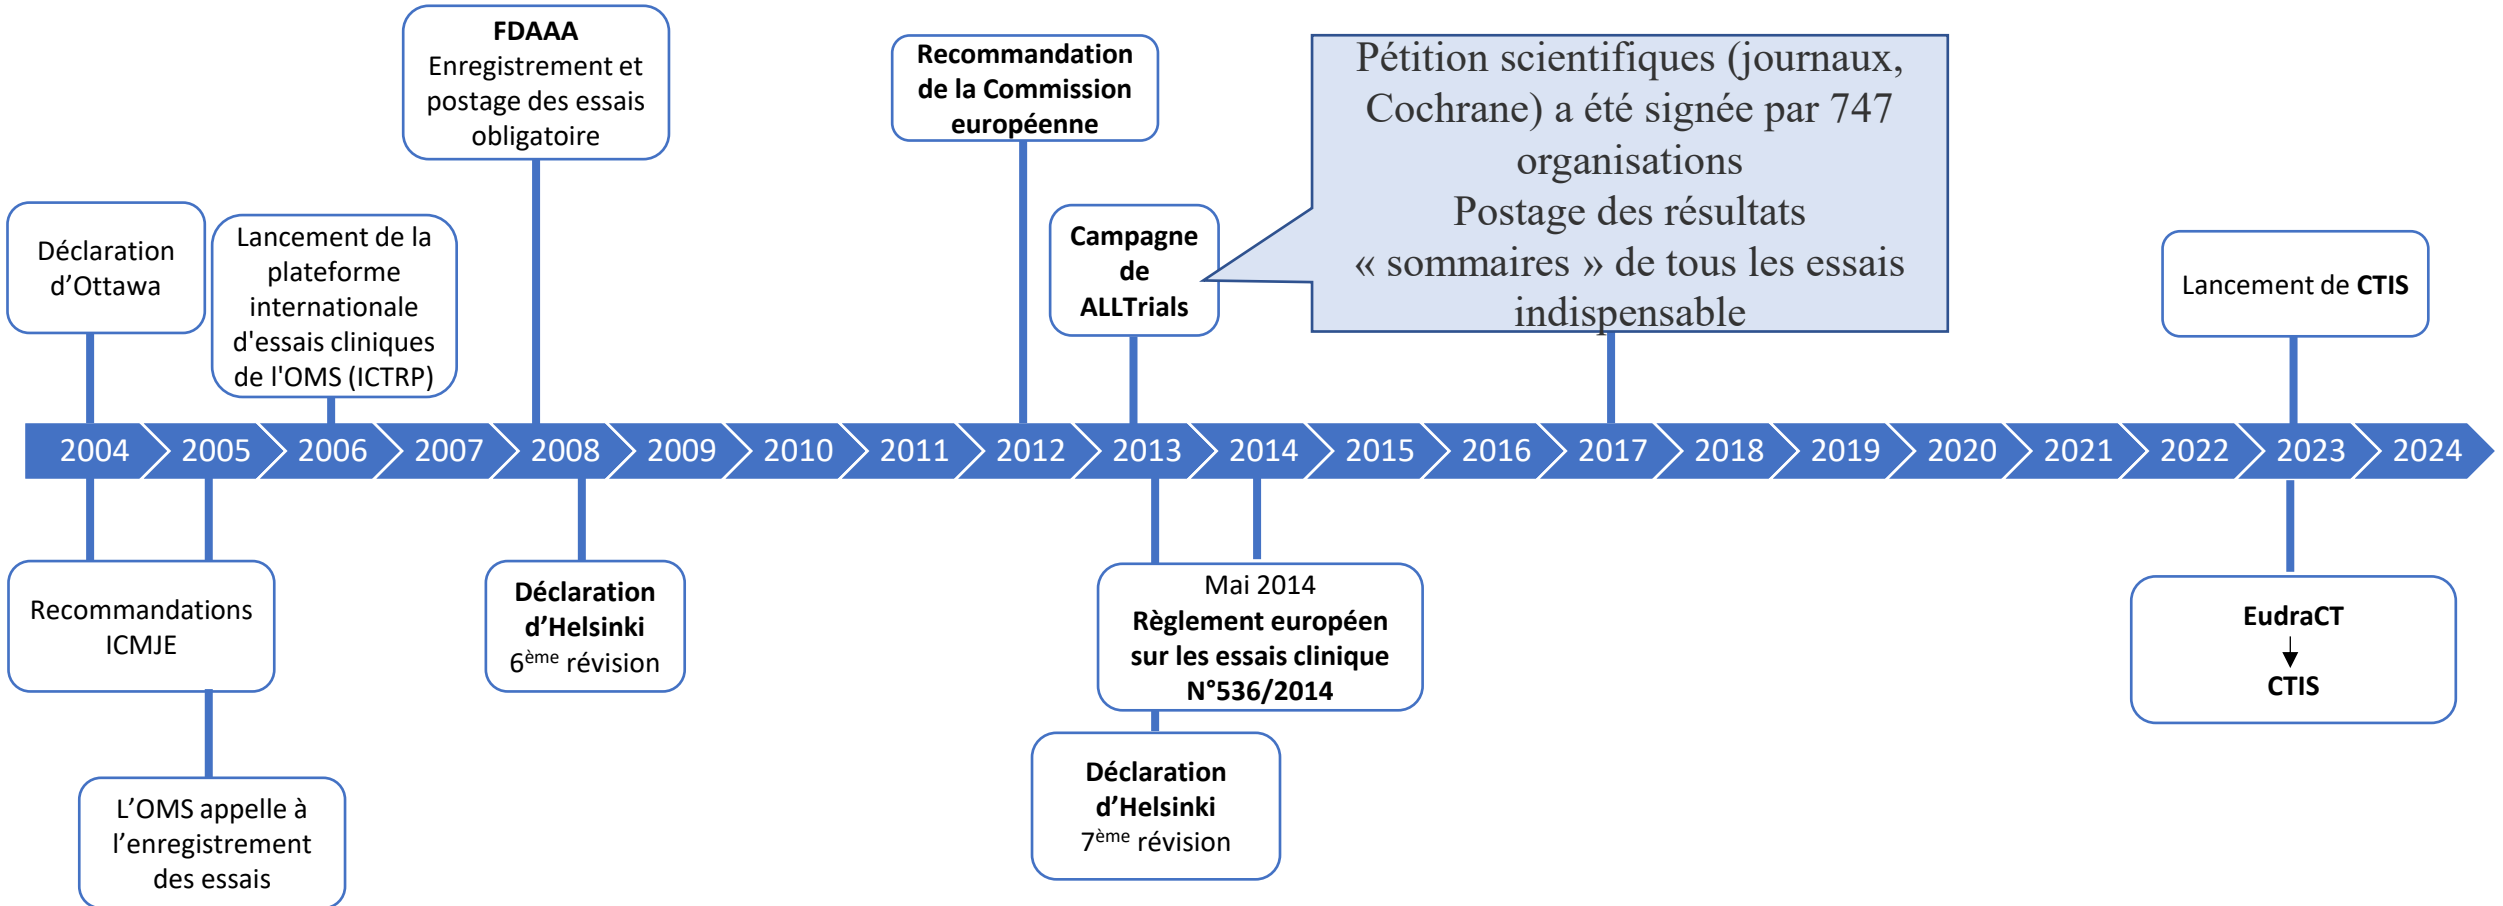 FDAAA
Enregistrement et
postage des essais
obligatoire
Recommandation
de la Commission
européenne
Pétition scientifiques (journaux,
Cochrane) a été signée par 747
organisations
Postage des résultats
« sommaires » de tous les essais
indispensable
Déclaration
d’Ottawa
Lancement de la
plateforme
internationale
d'essais cliniques
de l'OMS (ICTRP)
Campagne
de
ALLTrials
Lancement de CTIS
2004 2005 2006 2007 2008 2009 2010 2011 2012 2013 2014 2015 2016 2017 2018 2019 2020 2021 2022 2023 2024
Recommandations
ICMJE
Déclaration
d’Helsinki
6ème révision
Mai 2014
Règlement européen
sur les essais clinique
N°536/2014
EudraCT
CTIS
L’OMS appelle à
l’enregistrement
des essais
Déclaration
d’Helsinki
7ème révision